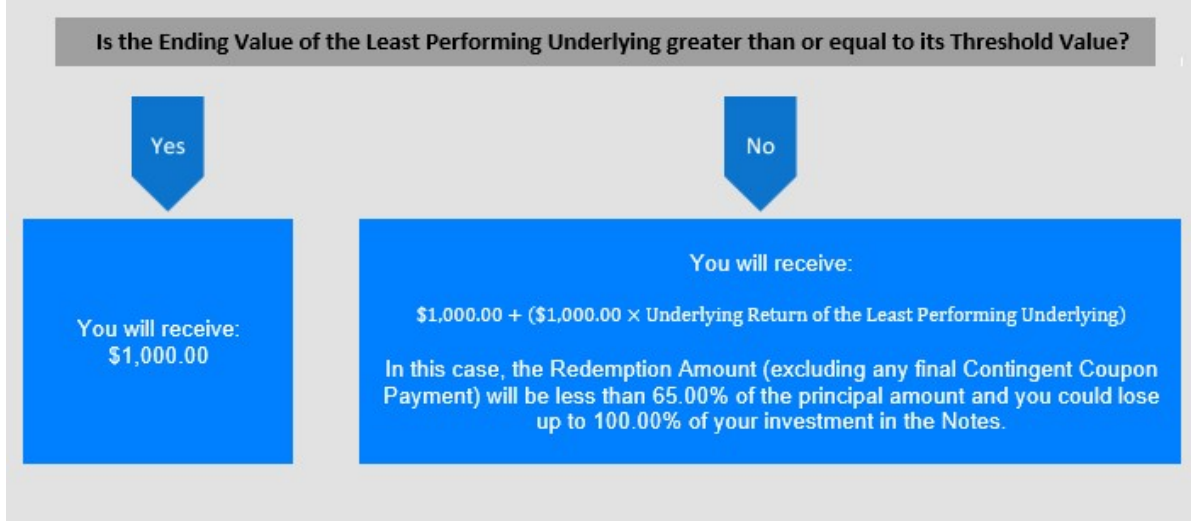 Is the Ending Value of the Least Performing Underlying greater than or equal to its Threshold Value?
Yes
No
You will receive:
$1,000.00
You will receive:
$1,000.00 + ($1,000.00 × Underlying Return of the Least Performing Underlying)
In this case, the Redemption Amount (excluding any final Contingent Coupon
Payment) will be less than 65.00% of the principal amount and you could lose
up to 100.00% of your investment in the Notes.